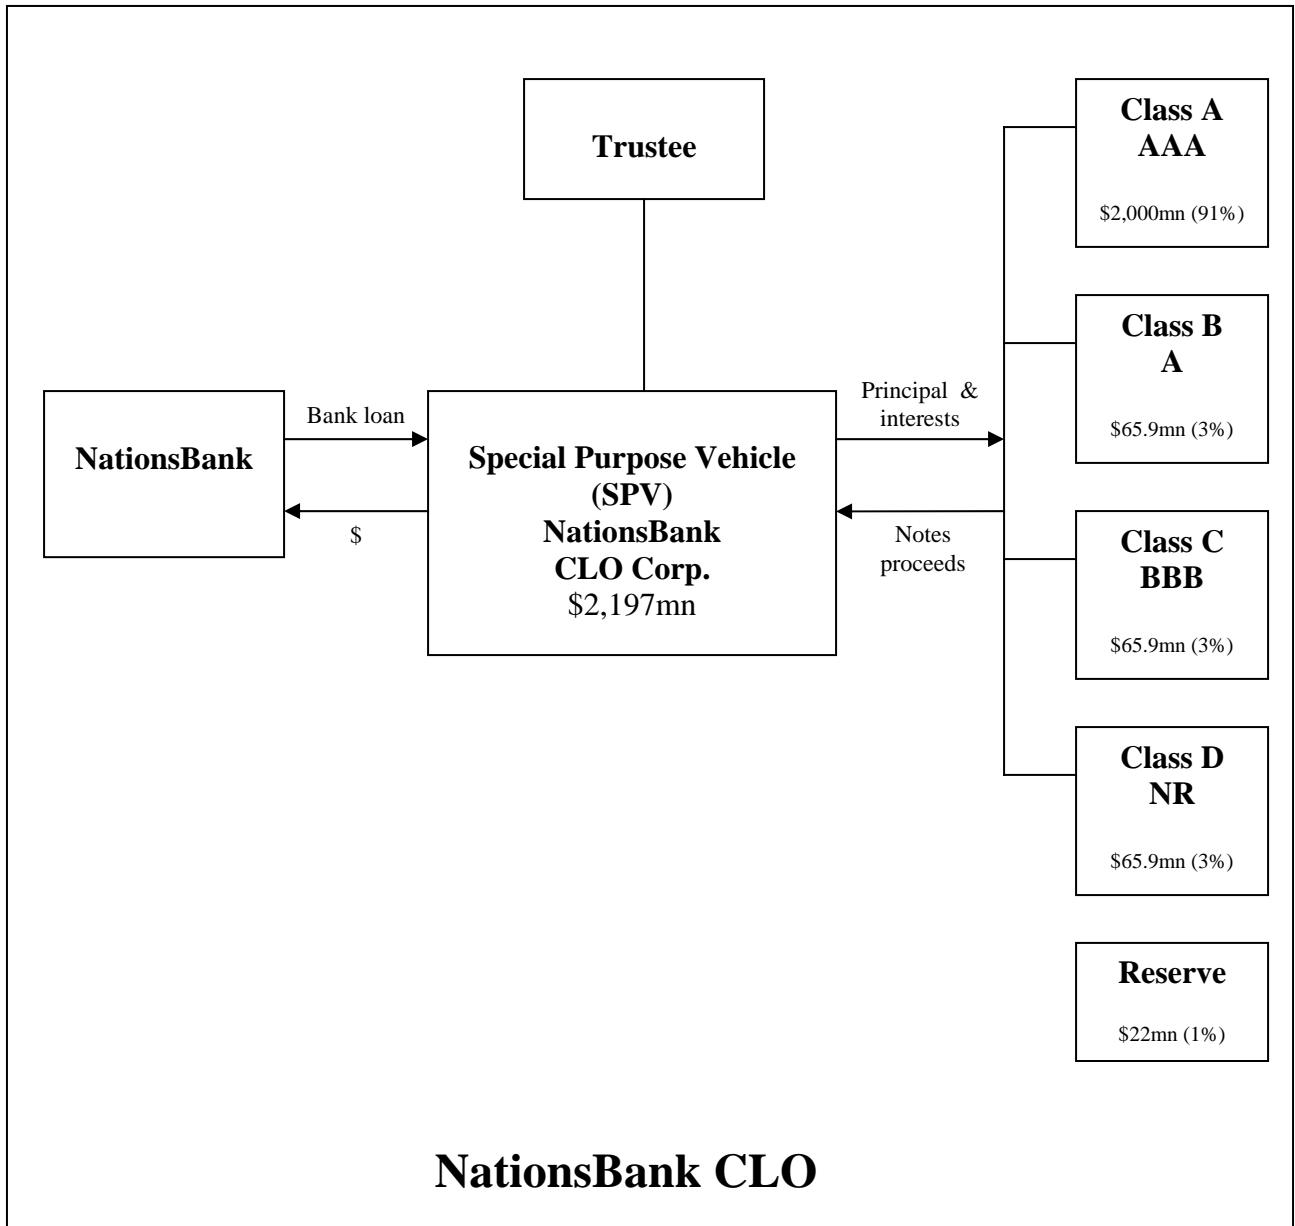 Trustee
Class A
AAA
$2,000mn (91%)
Class B
A
$65.9mn (3%)
NationsBank
Bank loan
$
Special Purpose Vehicle
(SPV)
NationsBank
CLO Corp.
$2,197mn
Principal &
interests
Notes
proceeds
Class C
BBB
$65.9mn (3%)
Class D
NR
$65.9mn (3%)
Reserve
$22mn (1%)
NationsBank CLO